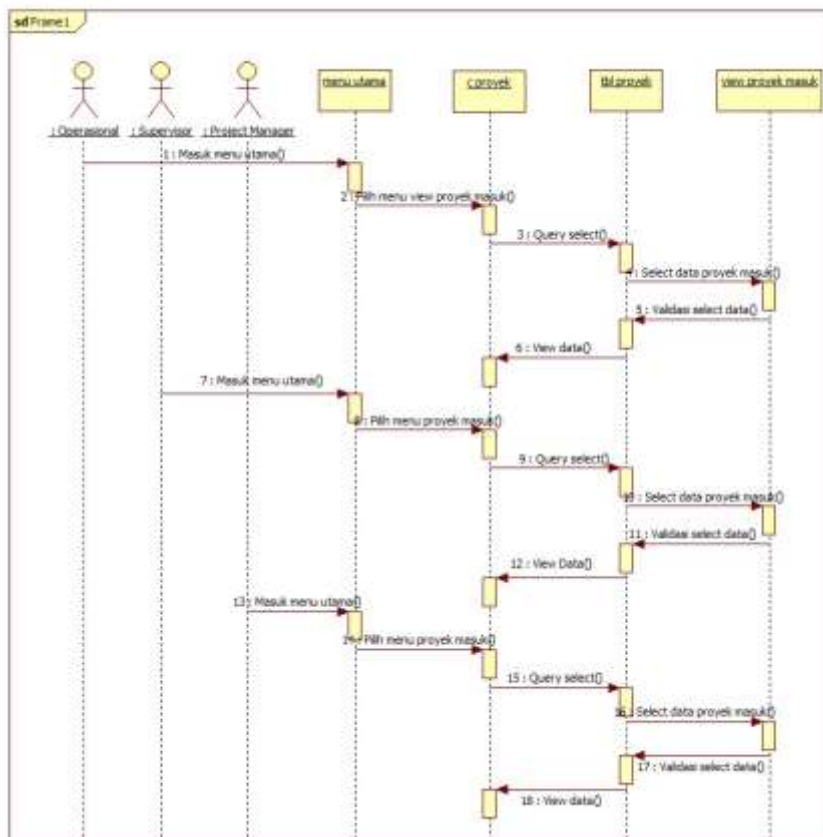 sd Frame1
menu utama
c.proyek
tbl.proyek
view proyek masuk
: Operasional
: Supervisor
: Project Manager
1 : Masuk menu utama()
2 : Pilih menu view proyek masuk()
3 : Query select()
4 : Select data proyek masuk()
5 : Validasi select data()
6 : View data()
7 : Masuk menu utama()
8 : Pilih menu proyek masuk()
9 : Query select()
10 : Select data proyek masuk()
11 : Validasi select data()
12 : View Data()
13 : Masuk menu utama()
14 : Pilih menu proyek masuk()
15 : Query select()
16 : Select data proyek masuk()
17 : Validasi select data()
18 : View data()